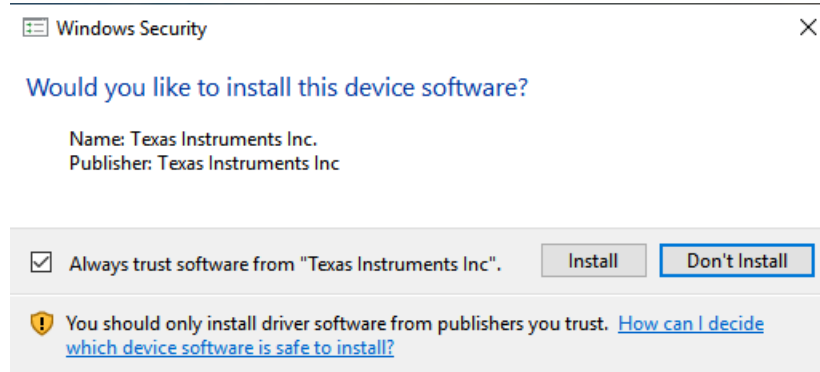 Windows Security
Would you like to install this device software?
Name: Texas Instruments Inc.
Publisher: Texas Instruments Inc
Always trust software from "Texas Instruments Inc".
Install
Don't Install
You should only install driver software from publishers you trust. How can I decide
which device software is safe to install?